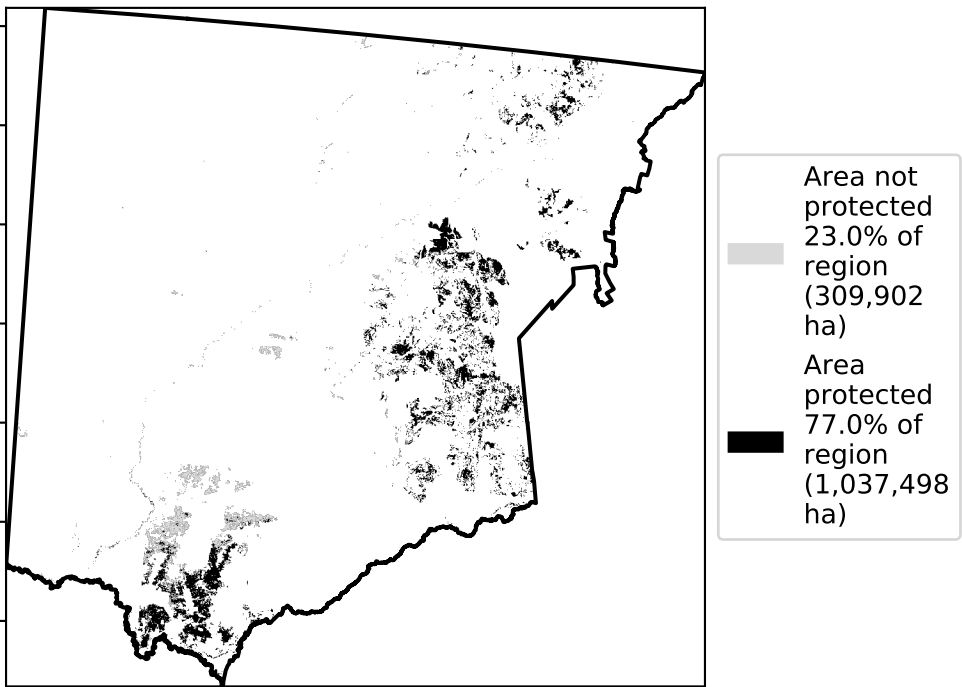 Area not
protected
23.0% of
region
(309,902
ha)
Area
protected
77.0% of
region
(1,037,498
ha)